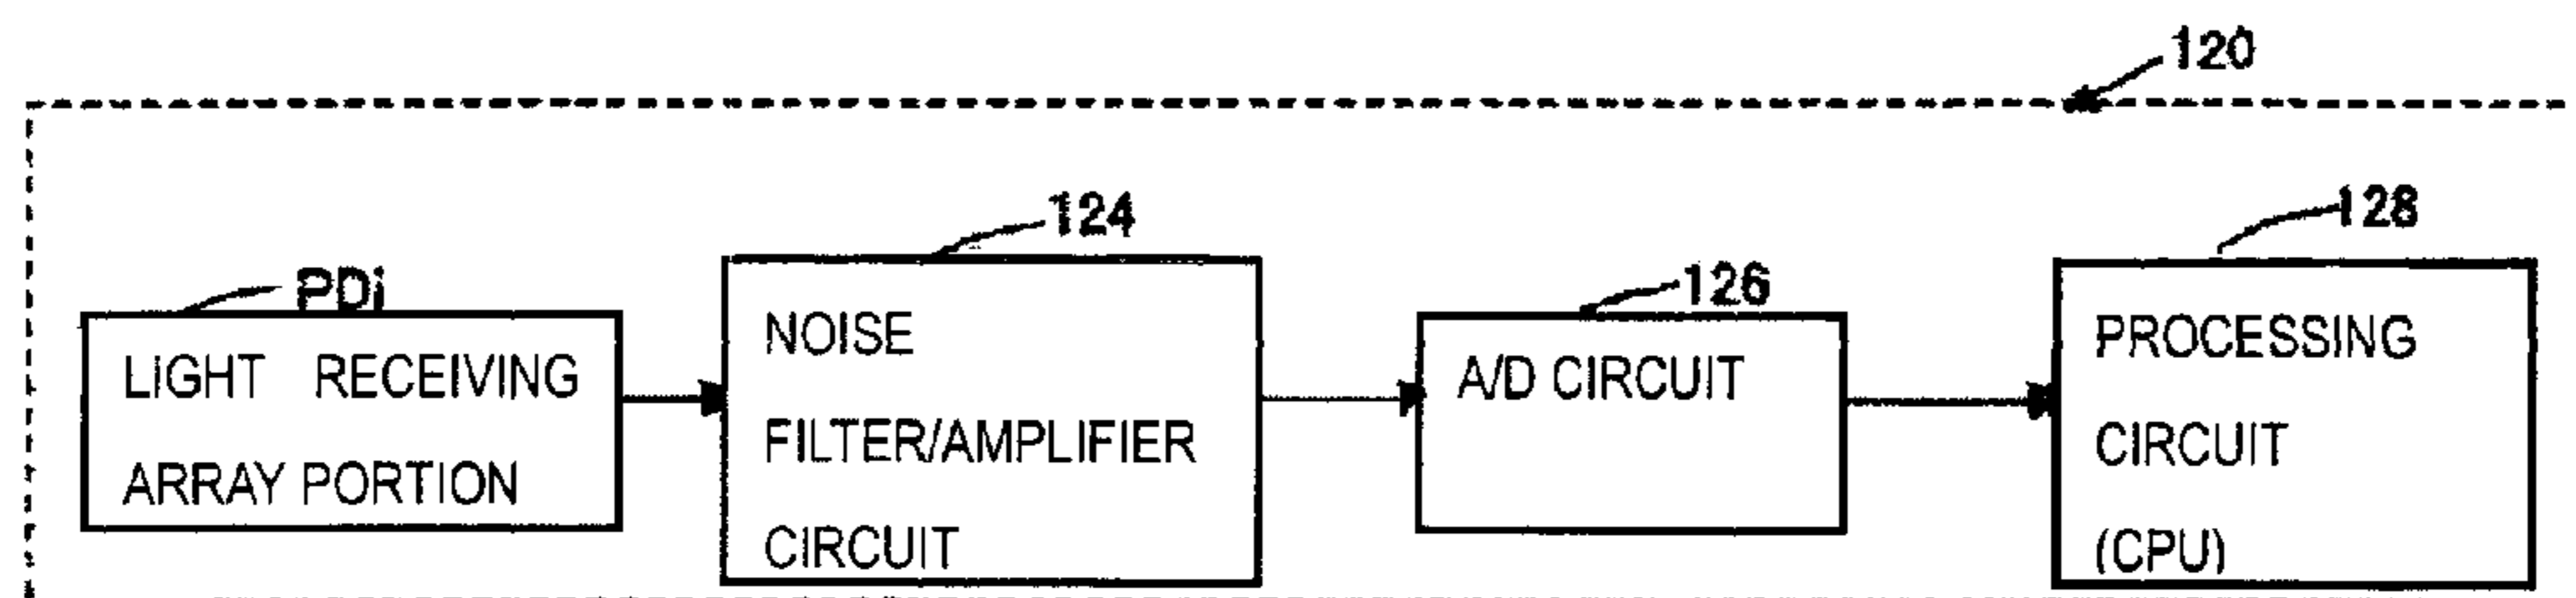 120
124
128
PDi
126
LIGHT RECEIVING
ARRAY PORTION
NOISE
FILTER/AMPLIFIER
CIRCUIT
A/D CIRCUIT
PROCESSING
CIRCUIT
(CPU)